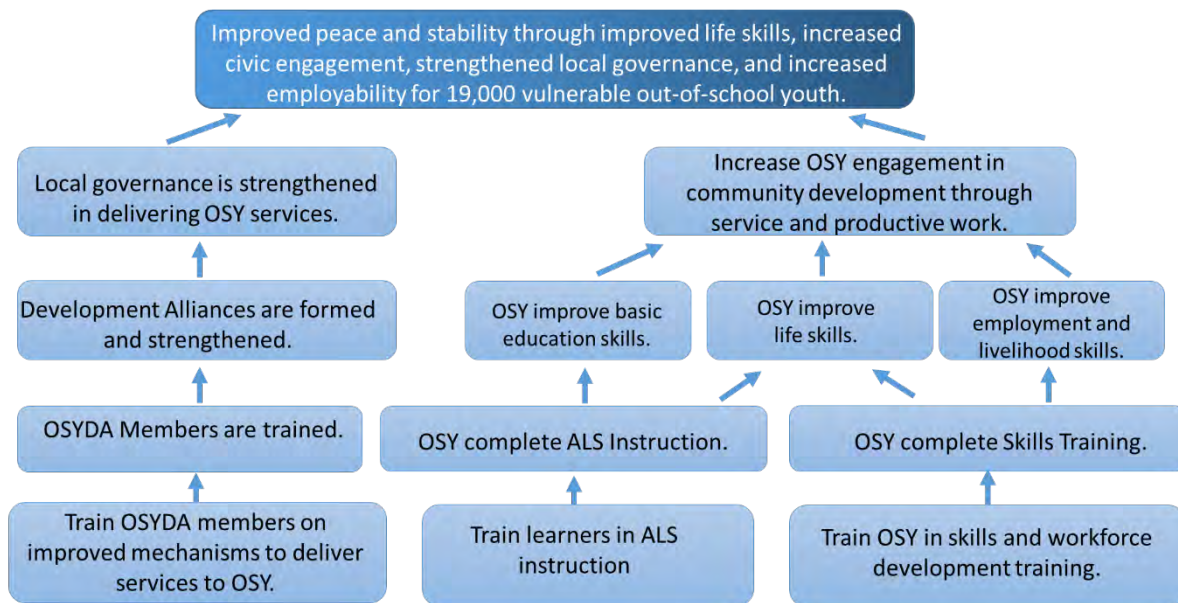 Improved peace and stability through improved life skills, increased
civic engagement, strengthened local governance, and increased
employability for 19,000 vulnerable out-of-school youth.
Local governance is strengthened
in delivering OSY services.
Increase OSY engagement in
community development through
service and productive work.
Development Alliances are formed
and strengthened.
OSY improve basic
education skills.
OSY improve
life skills.
OSY improve
employment and
livelihood skills.
OSYDA Members are trained.
OSY complete ALS Instruction.
OSY complete Skills Training.
Train OSYDA members on
improved mechanisms to deliver
services to OSY.
Train learners in ALS
instruction
Train OSY in skills and workforce
development training.